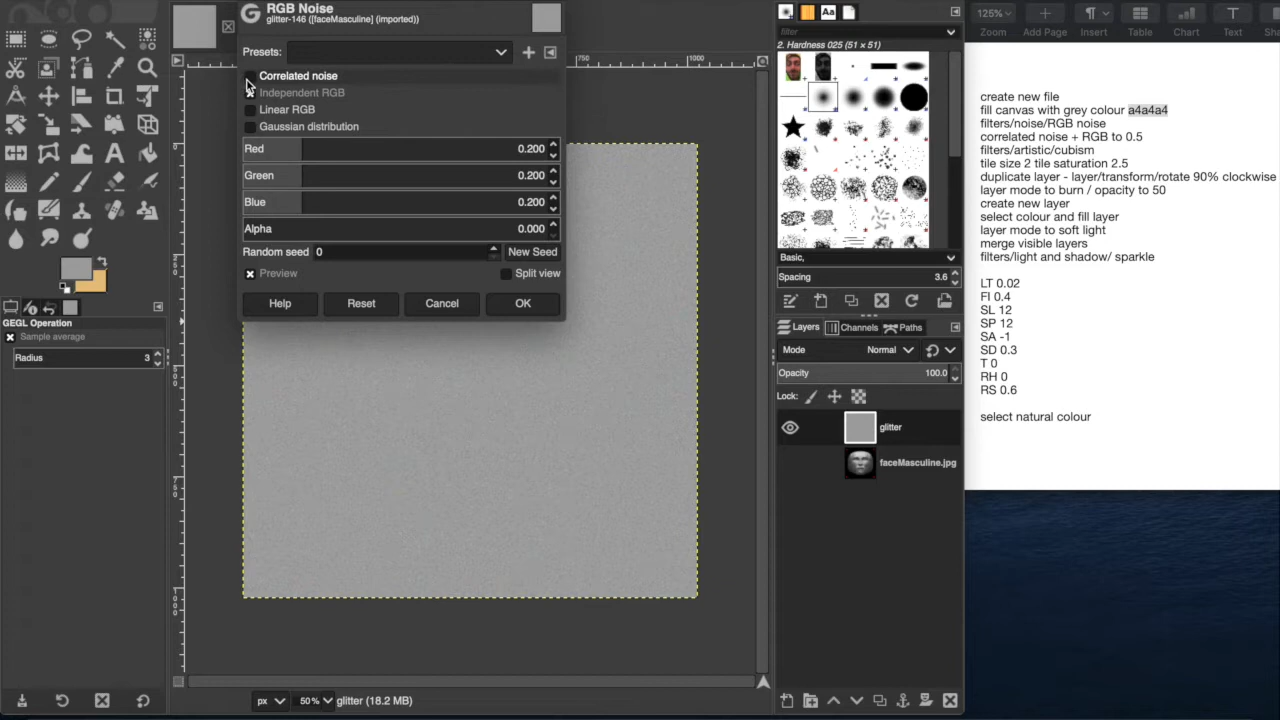 RGB Noise
glitter-146 ([faceMasculine] (imported))
Presets:
Correlated noise
Independent RGB
Linear RGB
Gaussian distribution
Red 0.200
Green 0.200
Blue 0.200
Alpha 0.000
Random seed 0 New Seed
Preview Split view
Help Reset Cancel OK
750
GEGL Operation
Sample average
Radius 3
px 50% glitter (18.2 MB)
filter
2. Hardness 025 (51 × 51)
Basic,
Spacing 3.6
Layers Channels Paths
Mode Normal
Opacity 100.0
Lock:
glitter
faceMasculine.jpg
125%
Zoom Add Page Insert Table Chart Text
create new file
fill canvas with grey colour a4a4a4
filters/noise/RGB noise
correlated noise + RGB to 0.5
filters/artistic/cubism
tile size 2 tile saturation 2.5
duplicate layer - layer/transform/rotate 90% clockwise
layer mode to burn / opacity to 50
create new layer
select colour and fill layer
layer mode to soft light
merge visible layers
filters/light and shadow/ sparkle
LT 0.02
FI 0.4
SL 12
SP 12
SA -1
SD 0.3
T 0
RH 0
RS 0.6
select natural colour